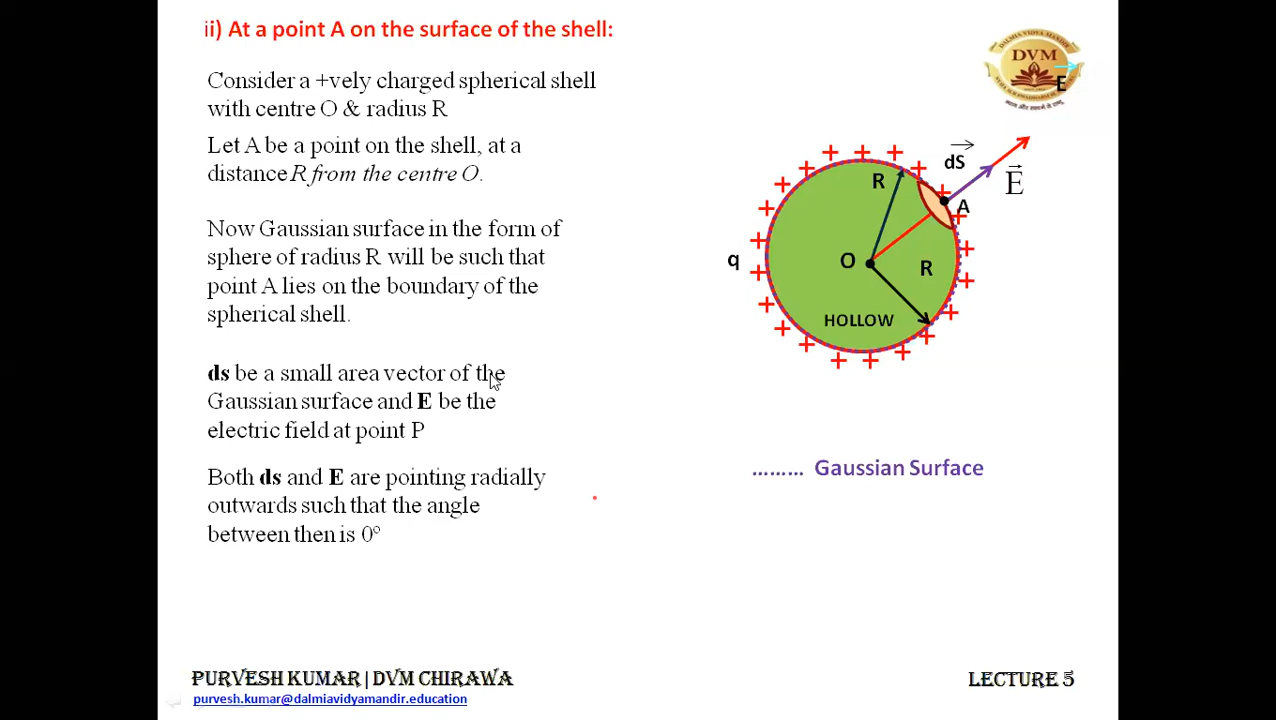 ii) At a point A on the surface of the shell:
Consider a +vely charged spherical shell
with centre O & radius R
Let A be a point on the shell, at a
distance R from the centre O.
Now Gaussian surface in the form of
sphere of radius R will be such that
point A lies on the boundary of the
spherical shell.
ds be a small area vector of the
Gaussian surface and E be the
electric field at point P
Both ds and E are pointing radially
outwards such that the angle
between then is 0°
DVM
E
dS
E
R
A
q
O
R
HOLLOW
……… Gaussian Surface
PURVESH KUMAR | DVM CHIRAWA
LECTURE 5
purvesh.kumar@dalmiavidyamandir.education